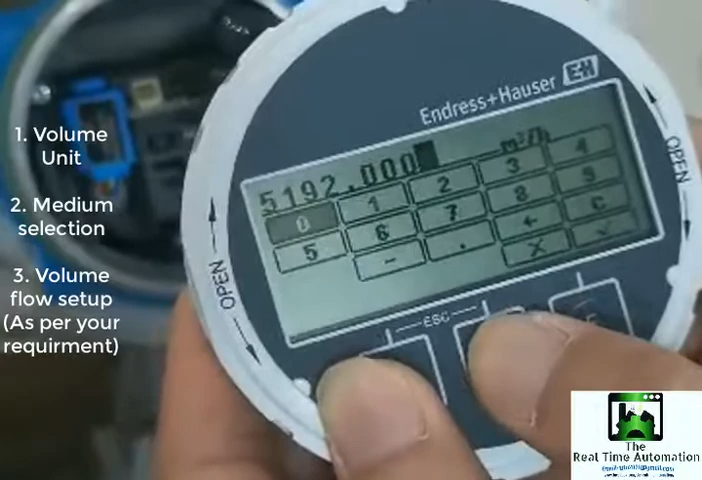 1. Volume
Unit
2. Medium
selection
3. Volume
flow setup
(As per your
requirment)
Endress+Hauser EH
5192.000 m³/h
0 1 2 3 4
5 6 7 8 9
- . ← C
X ✓
OPEN
OPEN
ESC
E
The
Real Time Automation